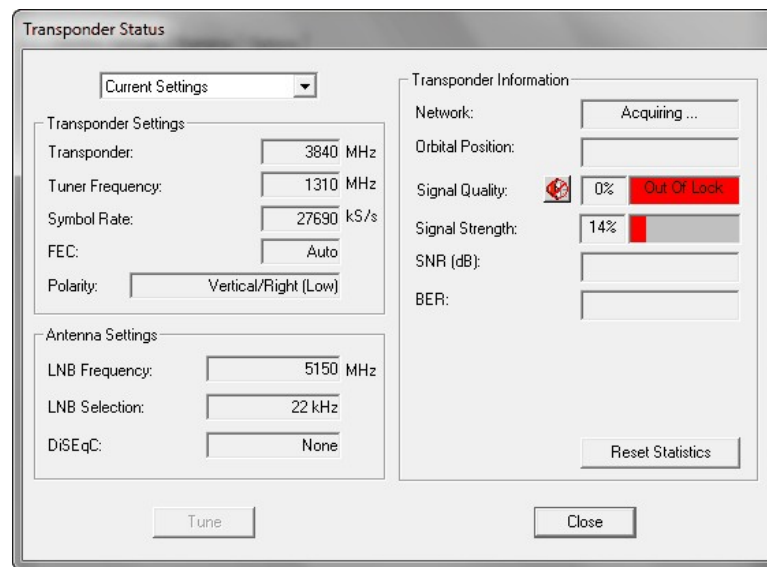 Transponder Status
Current Settings
Transponder Settings
Transponder: 3840 MHz
Tuner Frequency: 1310 MHz
Symbol Rate: 27690 kS/s
FEC: Auto
Polarity: Vertical/Right (Low)
Antenna Settings
LNB Frequency: 5150 MHz
LNB Selection: 22 kHz
DiSEqC: None
Tune
Transponder Information
Network: Acquiring ...
Orbital Position:
Signal Quality: 0% Out Of Lock
Signal Strength: 14%
SNR (dB):
BER:
Reset Statistics
Close